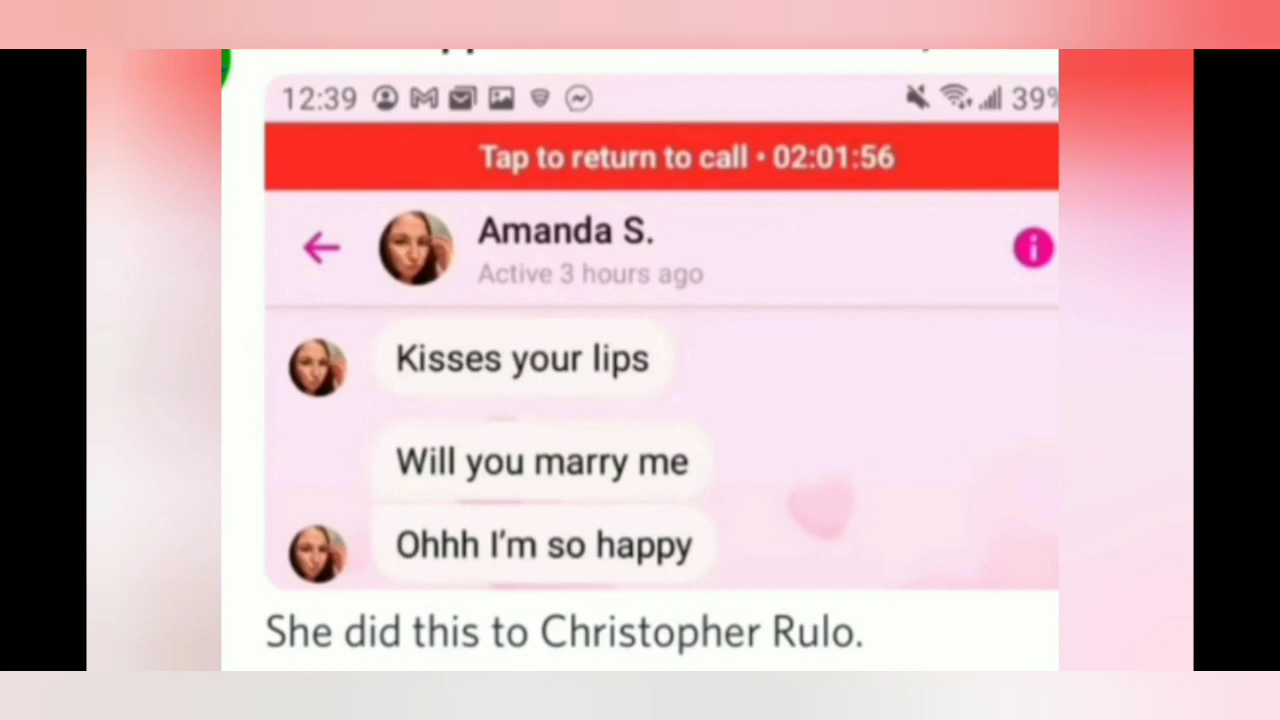 12:39 39%
Tap to return to call • 02:01:56
Amanda S.
Active 3 hours ago
Kisses your lips
Will you marry me
Ohhh I'm so happy
She did this to Christopher Rulo.